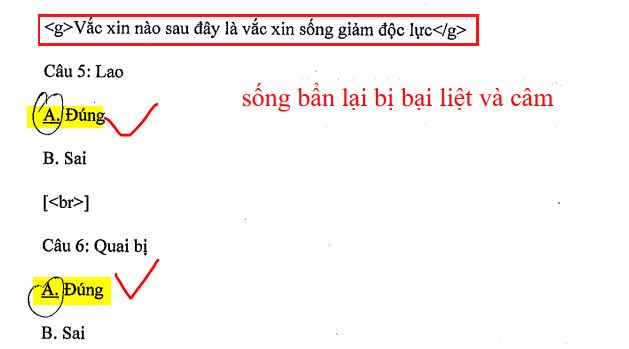 <g>Vắc xin nào sau đây là vắc xin sống giảm độc lực</g>
Câu 5: Lao
sống bẩn lại bị bại liệt và câm
A. Đúng
B. Sai
[<br>]
Câu 6: Quai bị
A. Đúng
B. Sai